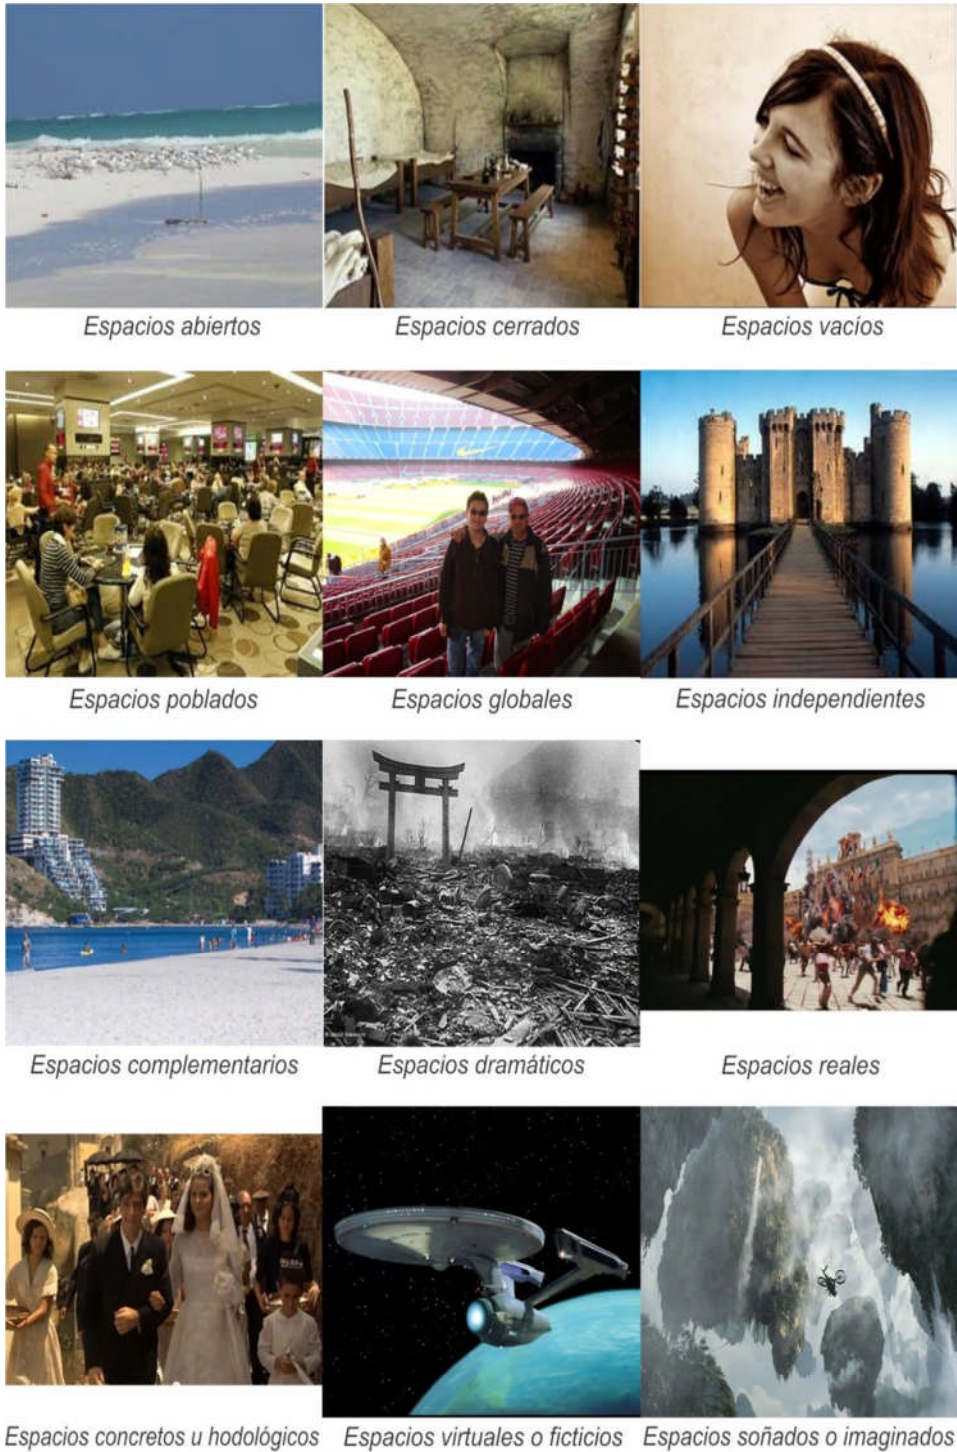 Espacios abiertos
Espacios cerrados
Espacios vacíos
Espacios poblados
Espacios globales
Espacios independientes
Espacios complementarios
Espacios dramáticos
Espacios reales
Espacios concretos u hodológicos
Espacios virtuales o ficticios
Espacios soñados o imaginados